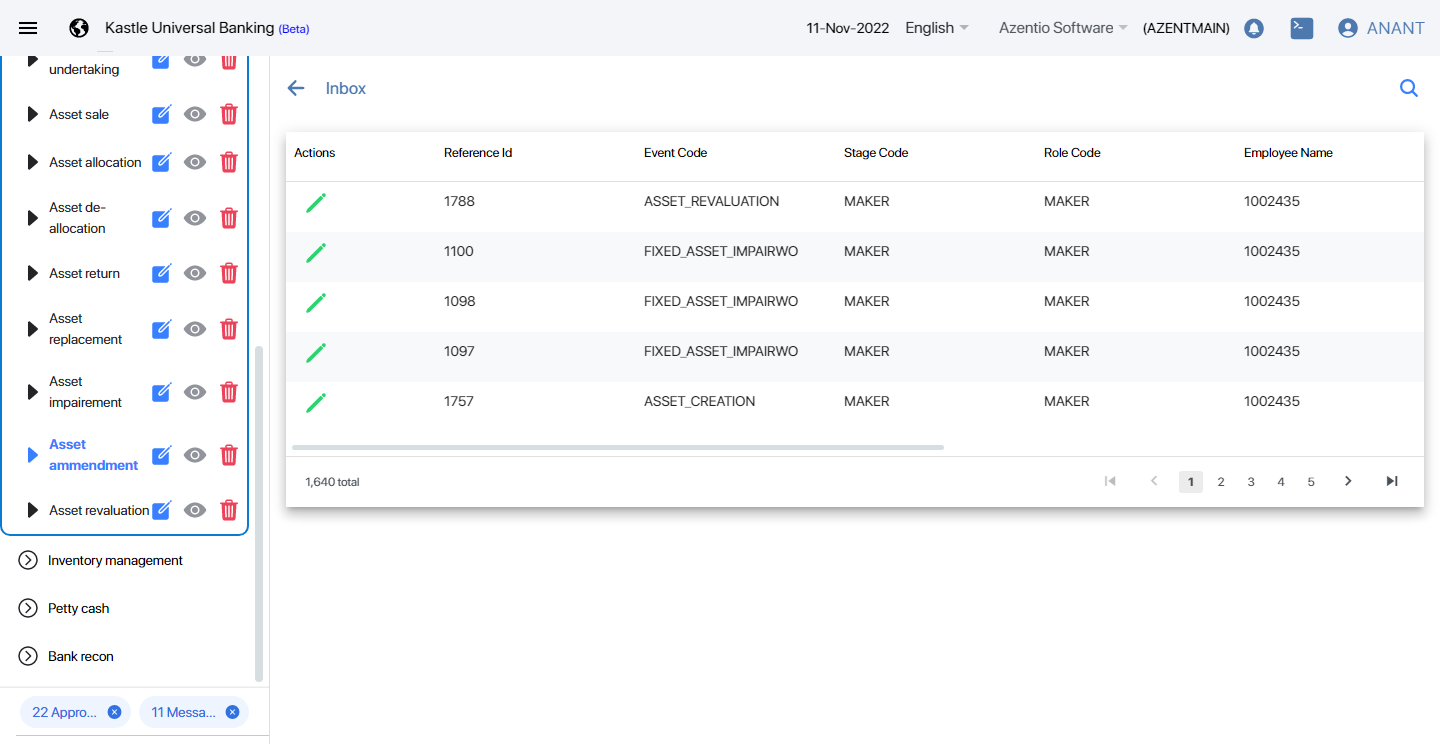 Kastle Universal Banking (Beta)
11-Nov-2022
English
Azentio Software
(AZENTMAIN)
ANANT
undertaking
Asset sale
Asset allocation
Asset de-
allocation
Asset return
Asset
replacement
Asset
impairement
Asset
ammendment
Asset revaluation
Inventory management
Petty cash
Bank recon
22 Appro...
11 Messa...
Inbox
Actions Reference Id Event Code Stage Code Role Code Employee Name
1788 ASSET_REVALUATION MAKER MAKER 1002435
1100 FIXED_ASSET_IMPAIRWO MAKER MAKER 1002435
1098 FIXED_ASSET_IMPAIRWO MAKER MAKER 1002435
1097 FIXED_ASSET_IMPAIRWO MAKER MAKER 1002435
1757 ASSET_CREATION MAKER MAKER 1002435
1,640 total
1 2 3 4 5